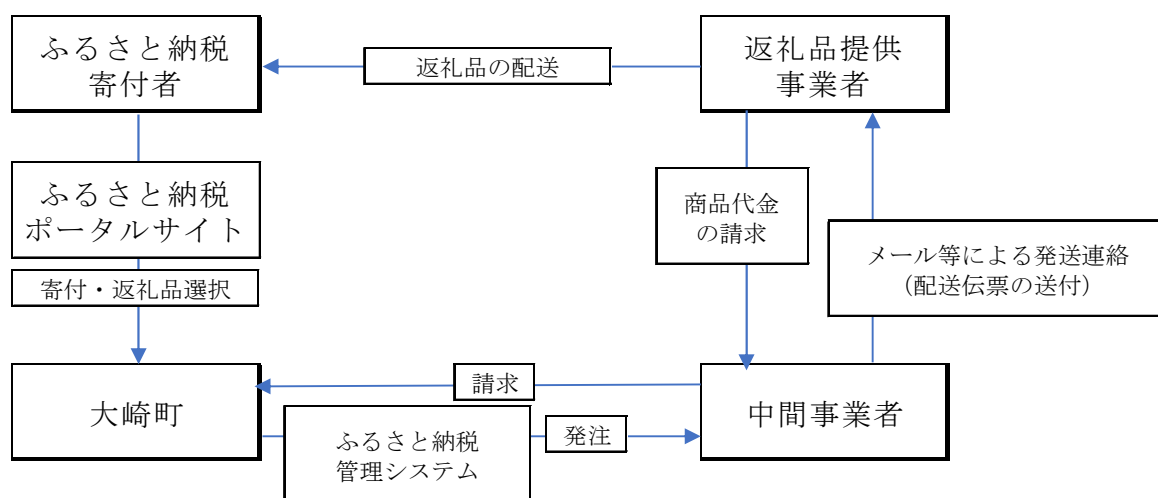 ふるさと納税
寄付者
返礼品の配送
返礼品提供
事業者
ふるさと納税
ポータルサイト
商品代金
の請求
メール等による発送連絡
（配送伝票の送付）
寄付・返礼品選択
大崎町
請求
中間事業者
ふるさと納税
管理システム
発注